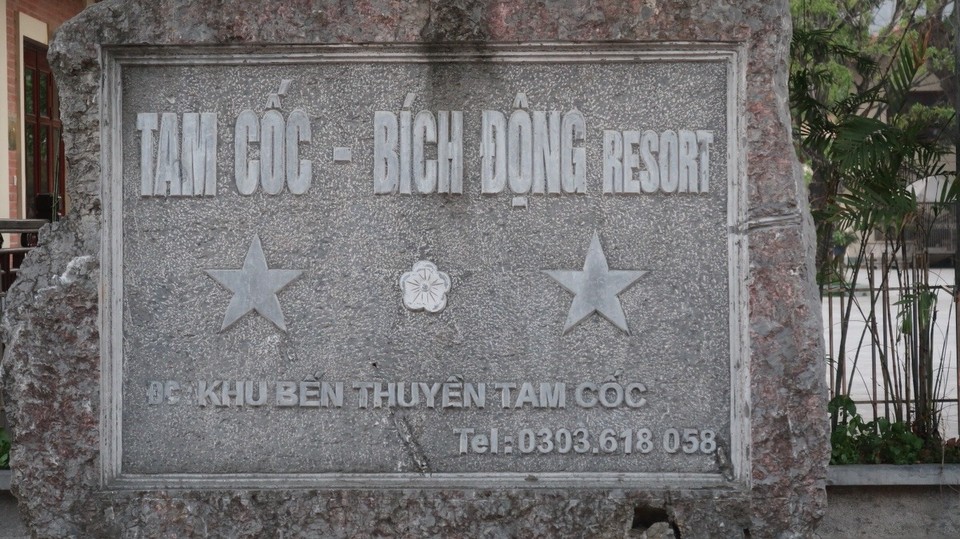 TAM CỐC - BÍCH ĐỘNG RESORT
ĐC KHU BẾN THUYỀN TAM CỐC
Tel:0303.618 058